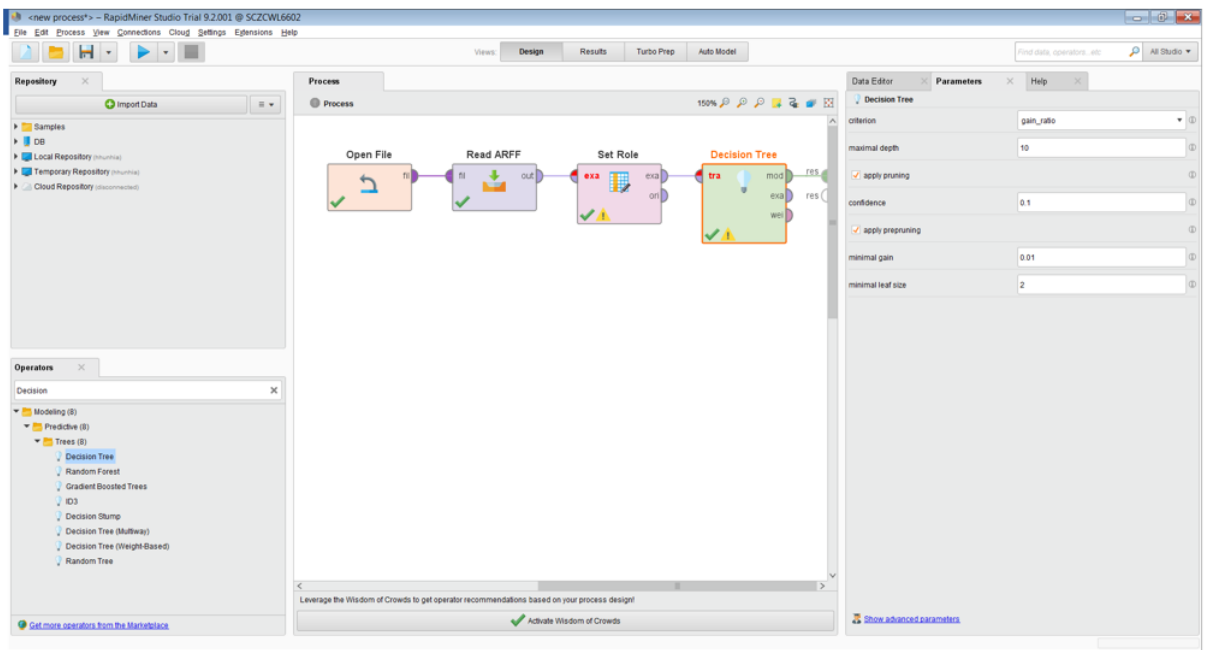 <new process*> – RapidMiner Studio Trial 9.2.001 @ SCZCWL6602
File Edit Process View Connections Cloud Settings Extensions Help
Views: Design Results Turbo Prep Auto Model
Find data, operators...etc
All Studio
Repository
Import Data
Samples
DB
Local Repository (hhunhia)
Temporary Repository (hhunhia)
Cloud Repository (disconnected)
Operators
Decision
Modeling (8)
Predictive (8)
Trees (8)
Decision Tree
Random Forest
Gradient Boosted Trees
ID3
Decision Stump
Decision Tree (Multiway)
Decision Tree (Weight-Based)
Random Tree
Get more operators from the Marketplace
Process
Process
150%
Open File
fil
Read ARFF
fil out
Set Role
exa exa
ori
Decision Tree
tra mod
exa
wei
res
res
Leverage the Wisdom of Crowds to get operator recommendations based on your process design!
Activate Wisdom of Crowds
Data Editor Parameters Help
Decision Tree
criterion gain_ratio
maximal depth 10
apply pruning
confidence 0.1
apply prepruning
minimal gain 0.01
minimal leaf size 2
Show advanced parameters